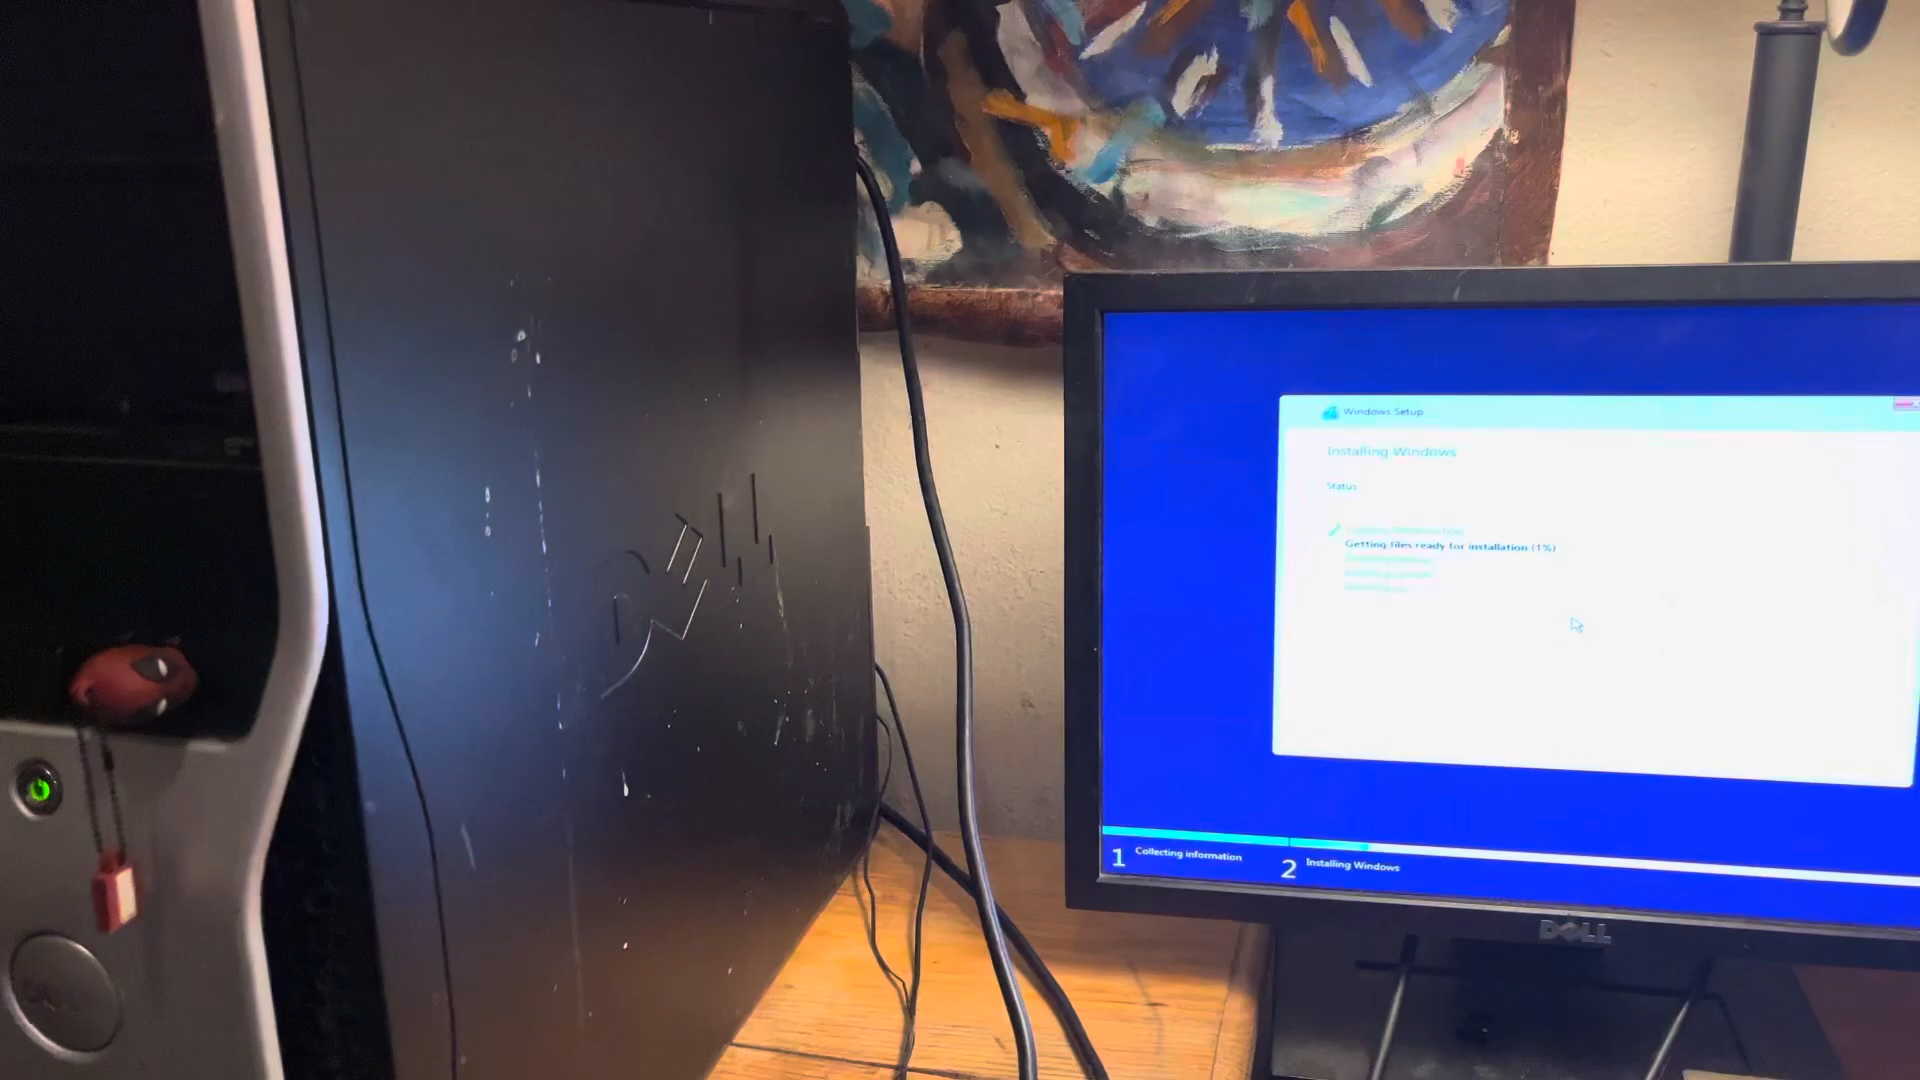 DELL
Windows Setup
Installing Windows
Status
Getting files ready for installation (1%)
1 Collecting information
2 Installing Windows
DELL